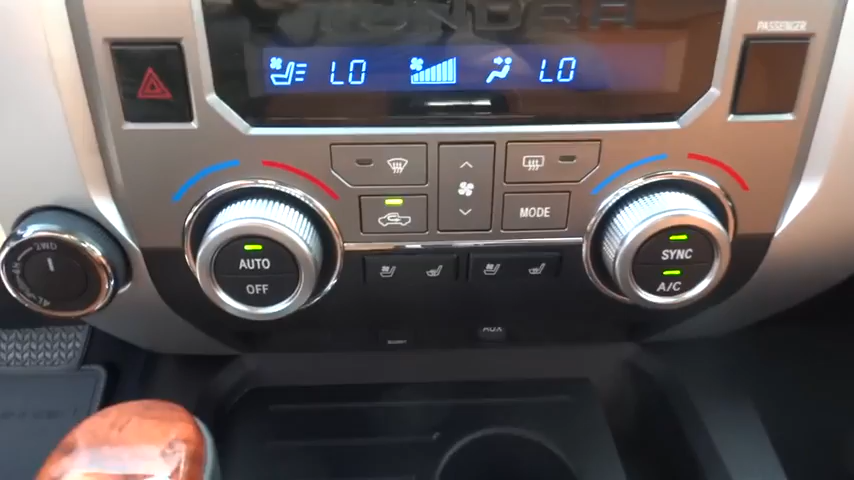 TUNDRA
PASSENGER
LO
LO
MODE
2WD
AUTO
OFF
SYNC
A/C
AUX